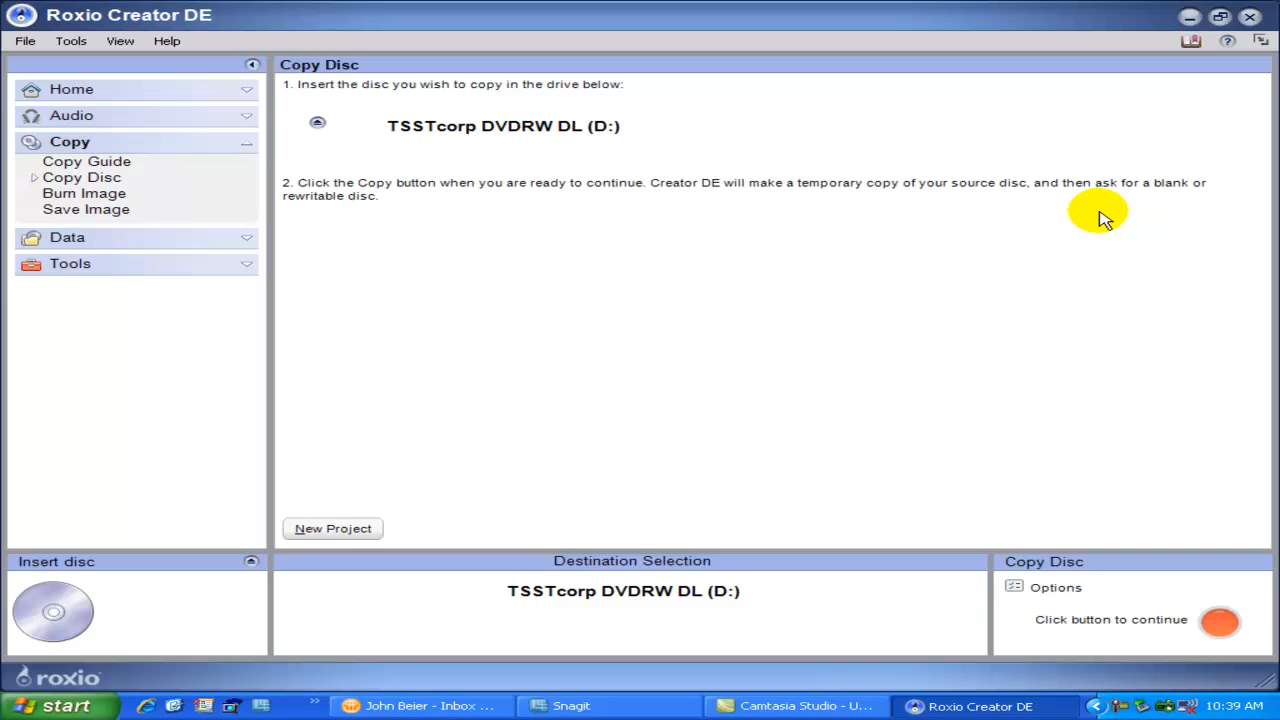 Roxio Creator DE
File Tools View Help
Copy Disc
Home
Audio
Copy
Copy Guide
Copy Disc
Burn Image
Save Image
Data
Tools
1. Insert the disc you wish to copy in the drive below:
TSSTcorp DVDRW DL (D:)
2. Click the Copy button when you are ready to continue. Creator DE will make a temporary copy of your source disc, and then ask for a blank or
rewritable disc.
New Project
Insert disc
Destination Selection
TSSTcorp DVDRW DL (D:)
Copy Disc
Options
Click button to continue
roxio
start
John Beier - Inbox ...
Snagit
Camtasia Studio - U...
Roxio Creator DE
10:39 AM